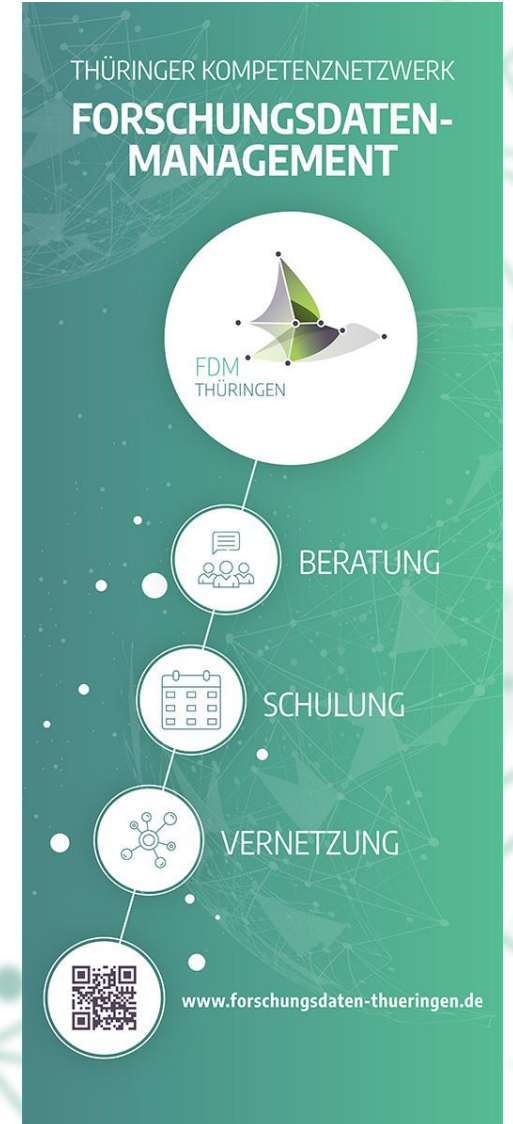 THÜRINGER KOMPETENZNETZWERK
FORSCHUNGSDATEN-
MANAGEMENT
FDM
THÜRINGEN
BERATUNG
SCHULUNG
VERNETZUNG
www.forschungsdaten-thueringen.de